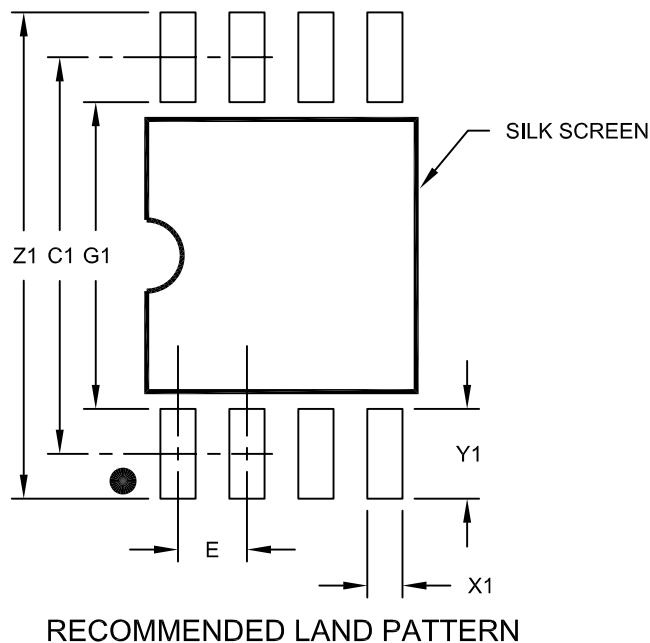 SILK SCREEN
Z1 C1 G1
Y1
E
X1
RECOMMENDED LAND PATTERN